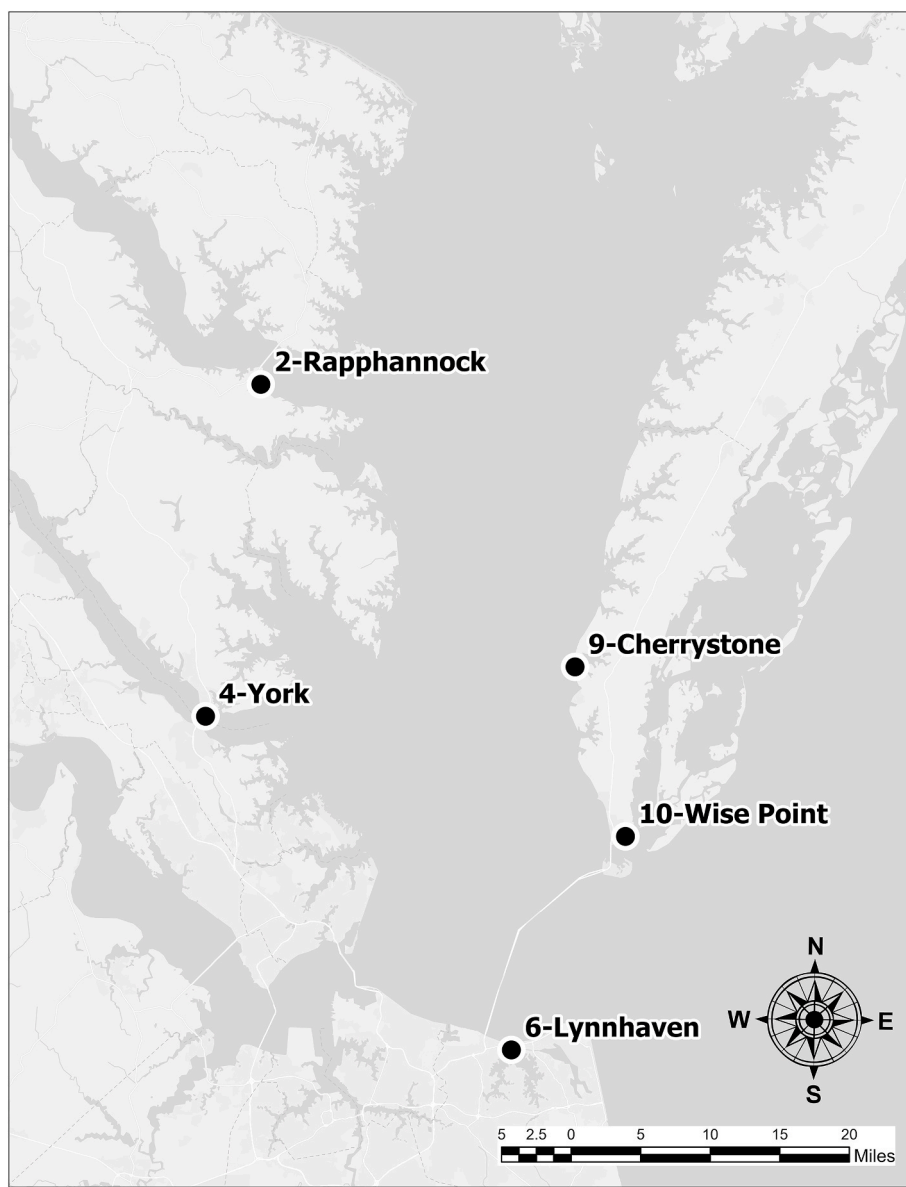 2-Rapphannock
9-Cherrystone
4-York
10-Wise Point
N
W E
S
6-Lynnhaven
5 2.5 0 5 10 15 20
Miles